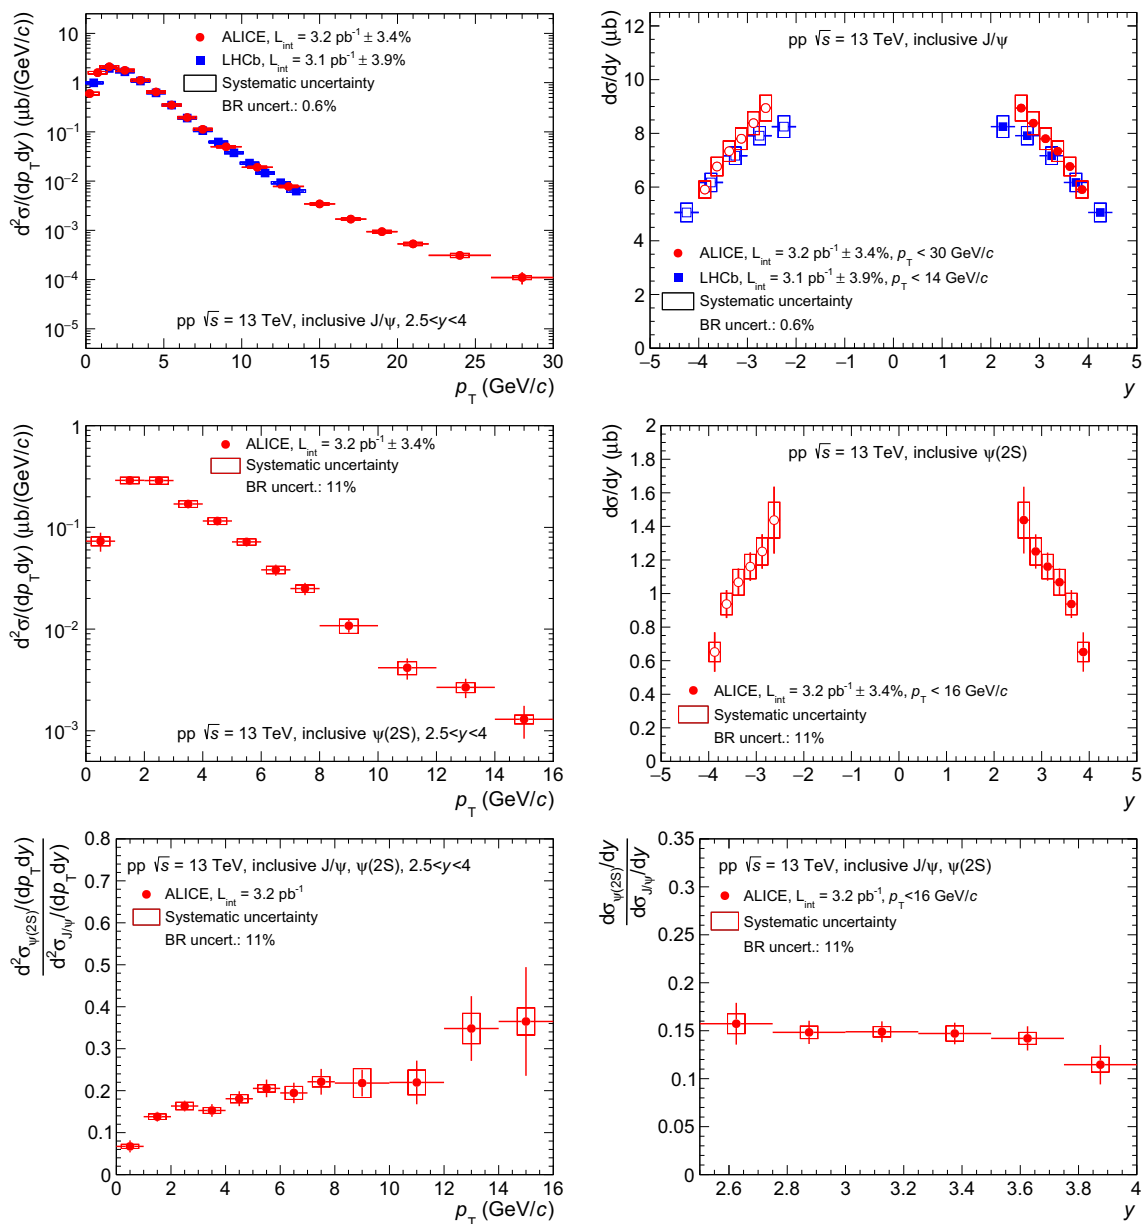 d²σ/(dp_T dy) (μb/(GeV/c))
10
1
10⁻¹
10⁻²
10⁻³
10⁻⁴
10⁻⁵
ALICE, L_int = 3.2 pb⁻¹ ± 3.4%
LHCb, L_int = 3.1 pb⁻¹ ± 3.9%
Systematic uncertainty
BR uncert.: 0.6%
pp √s = 13 TeV, inclusive J/ψ, 2.5<y<4
0 5 10 15 20 25 30
p_T (GeV/c)
dσ/dy (μb)
12
10
8
6
4
2
0
pp √s = 13 TeV, inclusive J/ψ
ALICE, L_int = 3.2 pb⁻¹ ± 3.4%, p_T < 30 GeV/c
LHCb, L_int = 3.1 pb⁻¹ ± 3.9%, p_T < 14 GeV/c
Systematic uncertainty
BR uncert.: 0.6%
−5 −4 −3 −2 −1 0 1 2 3 4 5
y
d²σ/(dp_T dy) (μb/(GeV/c))
1
10⁻¹
10⁻²
10⁻³
ALICE, L_int = 3.2 pb⁻¹ ± 3.4%
Systematic uncertainty
BR uncert.: 11%
pp √s = 13 TeV, inclusive ψ(2S), 2.5<y<4
0 2 4 6 8 10 12 14 16
p_T (GeV/c)
dσ/dy (μb)
2
1.8
1.6
1.4
1.2
1
0.8
0.6
0.4
0.2
0
pp √s = 13 TeV, inclusive ψ(2S)
ALICE, L_int = 3.2 pb⁻¹ ± 3.4%, p_T < 16 GeV/c
Systematic uncertainty
BR uncert.: 11%
−5 −4 −3 −2 −1 0 1 2 3 4 5
y
d²σ_ψ(2S)/(dp_T dy)
d²σ_J/ψ/(dp_T dy)
0.8
0.7
0.6
0.5
0.4
0.3
0.2
0.1
0
pp √s = 13 TeV, inclusive J/ψ, ψ(2S), 2.5<y<4
ALICE, L_int = 3.2 pb⁻¹
Systematic uncertainty
BR uncert.: 11%
0 2 4 6 8 10 12 14 16
p_T (GeV/c)
dσ_ψ(2S)/dy
dσ_J/ψ/dy
0.35
0.3
0.25
0.2
0.15
0.1
0.05
0
pp √s = 13 TeV, inclusive J/ψ, ψ(2S)
ALICE, L_int = 3.2 pb⁻¹, p_T<16 GeV/c
Systematic uncertainty
BR uncert.: 11%
2.6 2.8 3 3.2 3.4 3.6 3.8 4
y